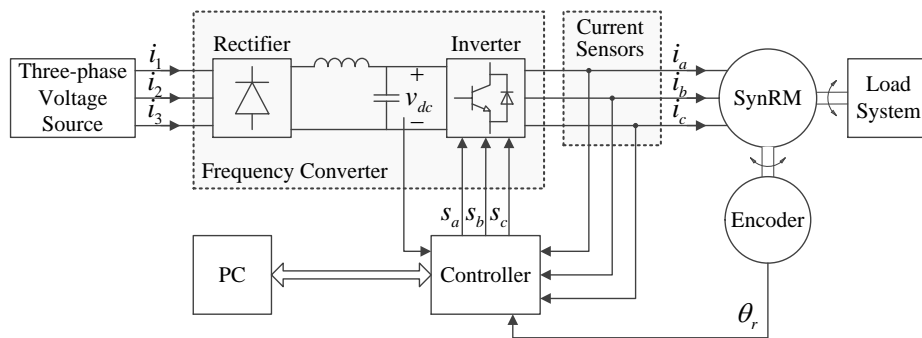 Rectifier
Inverter
Current
Sensors
Three-phase
Voltage
Source
i1
i2
i3
+
vdc
−
ia
ib
ic
SynRM
Load
System
Frequency Converter
sa sb sc
Encoder
PC
Controller
θr